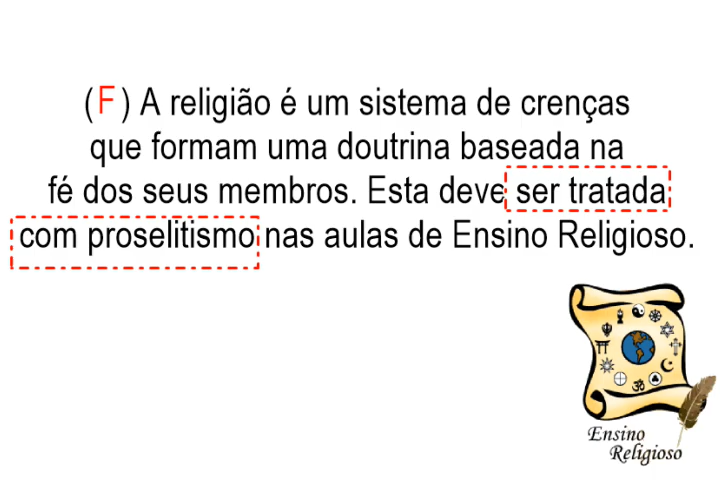 (F) A religião é um sistema de crenças
que formam uma doutrina baseada na
fé dos seus membros. Esta deve ser tratada
com proselitismo nas aulas de Ensino Religioso.
Ensino
Religioso